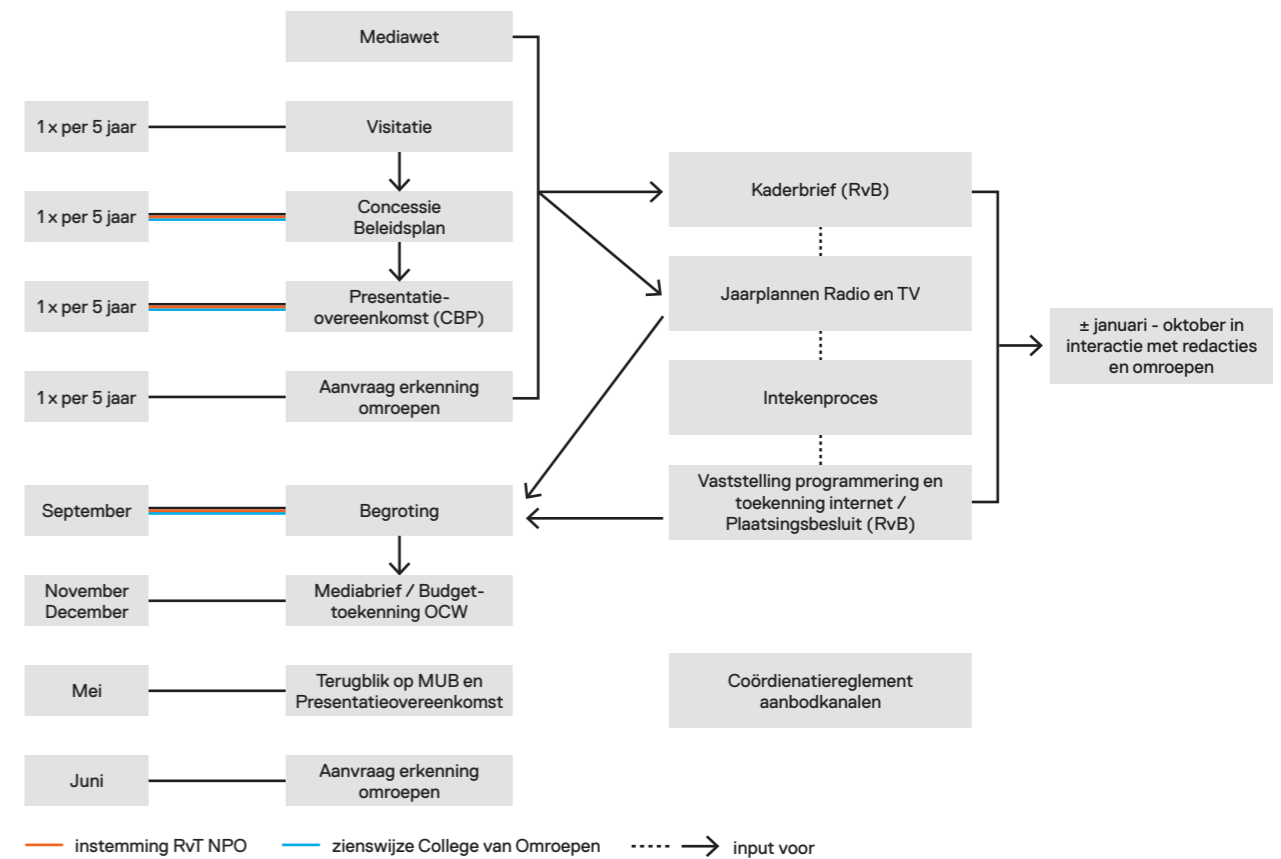 Mediawet
1 x per 5 jaar
Visitatie
1 x per 5 jaar
Concessie
Beleidsplan
1 x per 5 jaar
Presentatie-
overeenkomst (CBP)
1 x per 5 jaar
Aanvraag erkenning
omroepen
September
Begroting
November
December
Mediabrief / Budget-
toekenning OCW
Mei
Terugblik op MUB en
Presentatieovereenkomst
Juni
Aanvraag erkenning
omroepen
Kaderbrief (RvB)
Jaarplannen Radio en TV
Intekenproces
Vaststelling programmering en
toekenning internet /
Plaatsingsbesluit (RvB)
Coördienatiereglement
aanbodkanalen
± januari - oktober in
interactie met redacties
en omroepen
instemming RvT NPO
zienswijze College van Omroepen
input voor